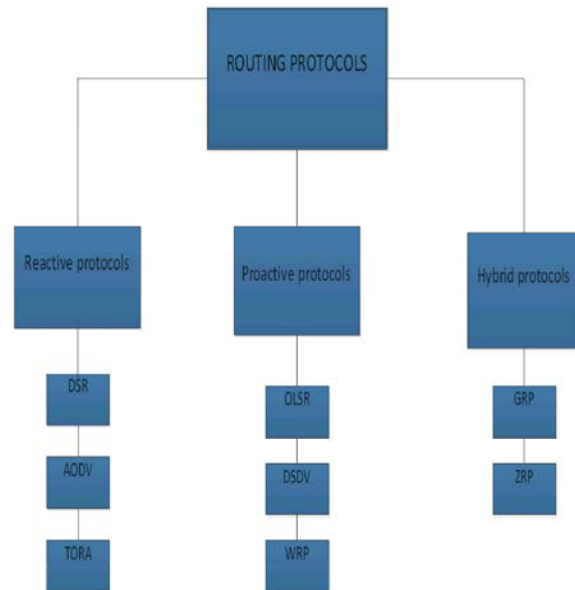 ROUTING PROTOCOLS
Reactive protocols
Proactive protocols
Hybrid protocols
DSR
AODV
TORA
OLSR
DSDV
WRP
GRP
ZRP